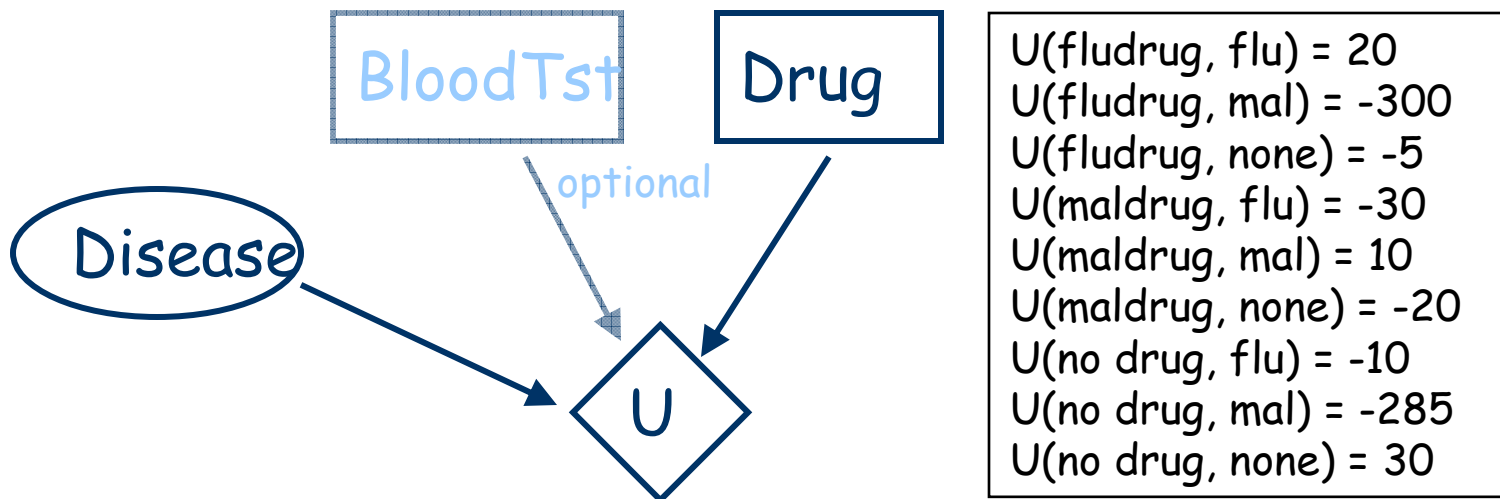 BloodTst
Drug
optional
Disease
U
U(fludrug, flu) = 20
U(fludrug, mal) = -300
U(fludrug, none) = -5
U(maldrug, flu) = -30
U(maldrug, mal) = 10
U(maldrug, none) = -20
U(no drug, flu) = -10
U(no drug, mal) = -285
U(no drug, none) = 30